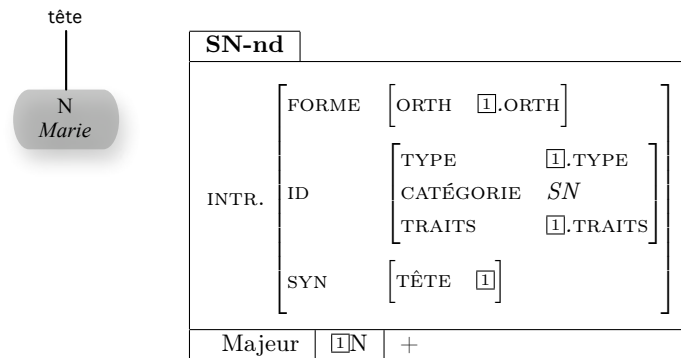 tête
N
Marie
SN-nd
INTR.
FORME [ORTH 1.ORTH]
ID
TYPE 1.TYPE
CATÉGORIE SN
TRAITS 1.TRAITS
SYN [TÊTE 1]
Majeur 1N +